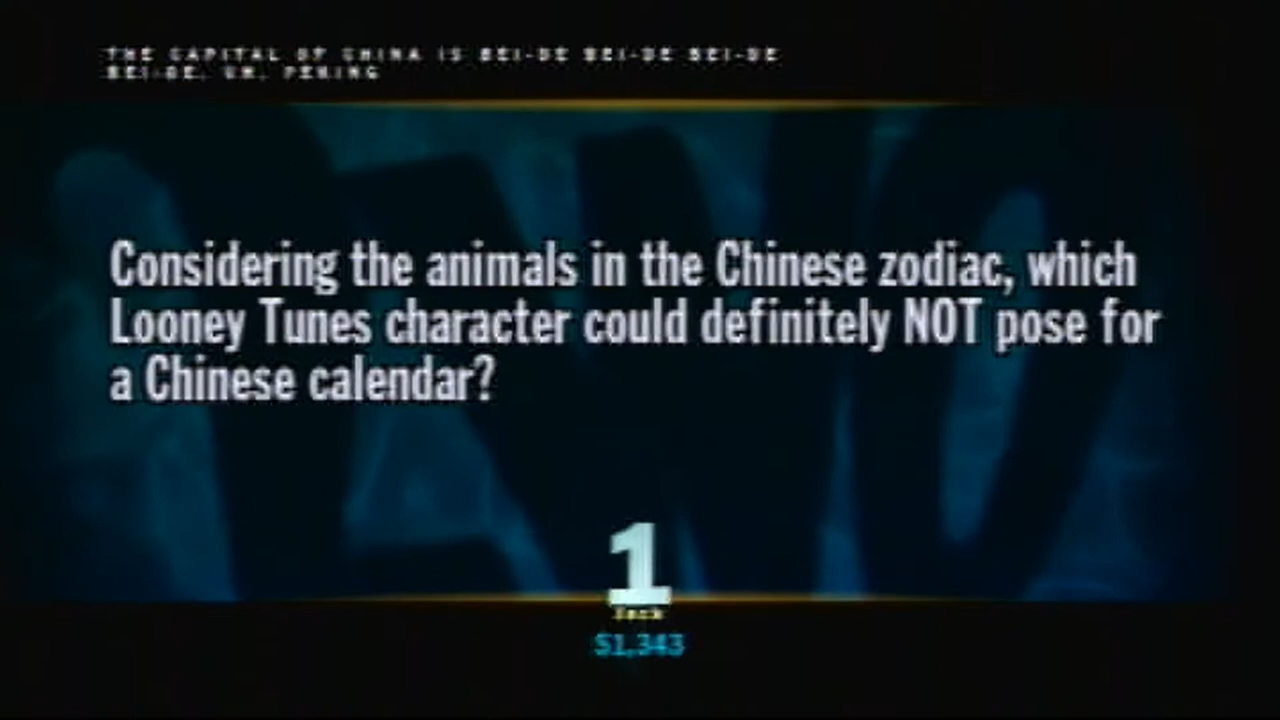 THE CAPITAL OF CHINA IS BEI-DE BEI-DE BEI-DE
BEI-DE, UH, PEKING
Considering the animals in the Chinese zodiac, which
Looney Tunes character could definitely NOT pose for
a Chinese calendar?
1
Zack
$1,343